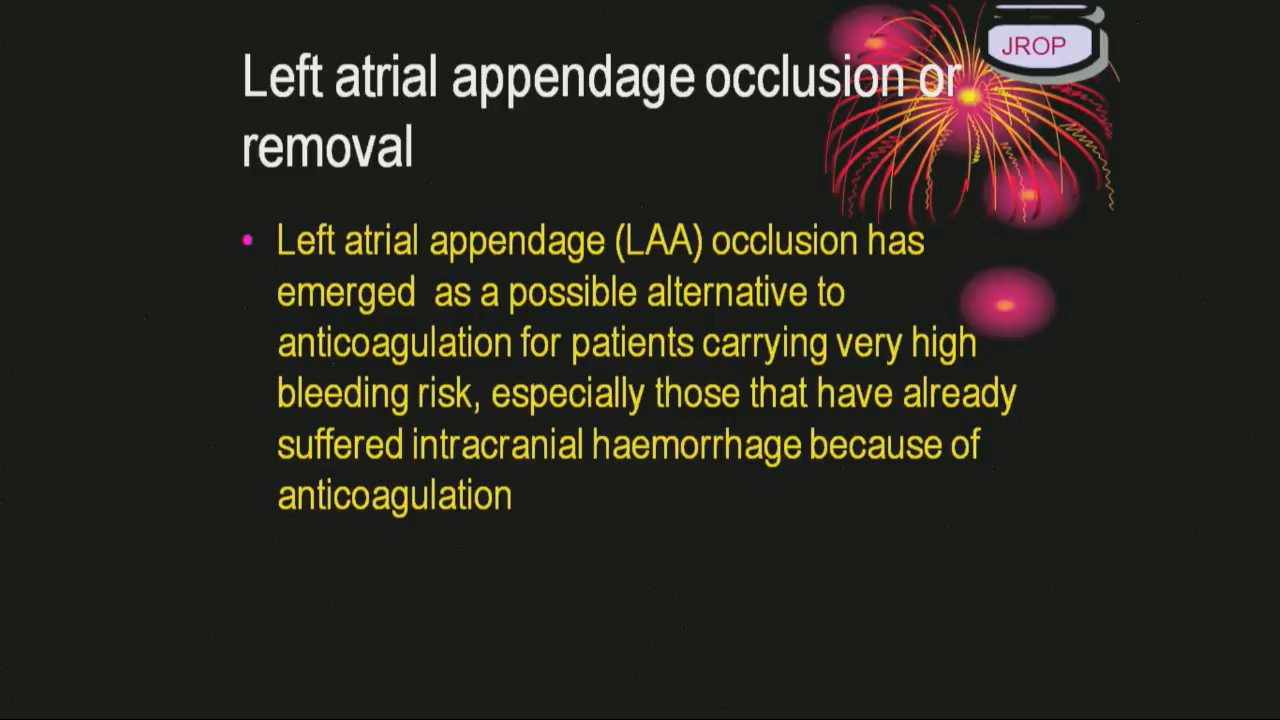 JROP
Left atrial appendage occlusion or
removal
• Left atrial appendage (LAA) occlusion has
emerged  as a possible alternative to
anticoagulation for patients carrying very high
bleeding risk, especially those that have already
suffered intracranial haemorrhage because of
anticoagulation